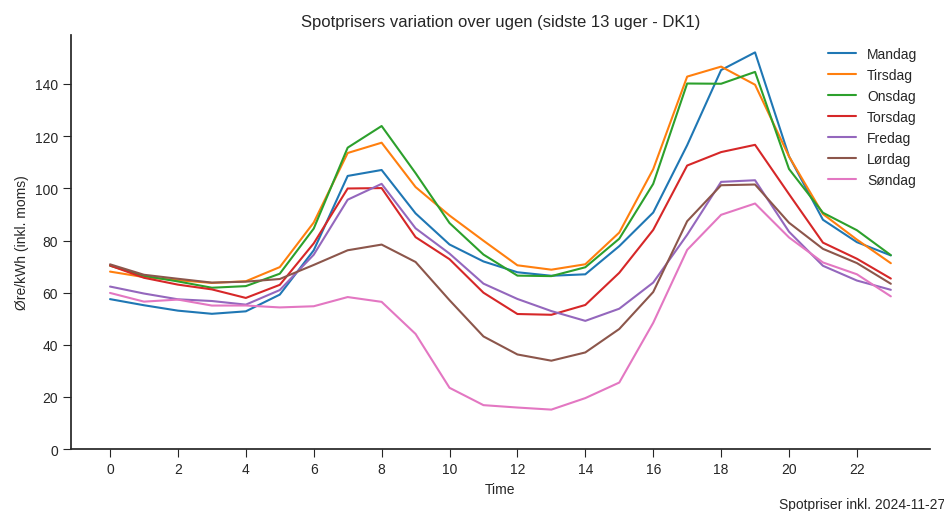 Spotprisers variation over ugen (sidste 13 uger - DK1)
Mandag
Tirsdag
Onsdag
Torsdag
Fredag
Lørdag
Søndag
Øre/kWh (inkl. moms)
140
120
100
80
60
40
20
0
0 2 4 6 8 10 12 14 16 18 20 22
Time
Spotpriser inkl. 2024-11-27